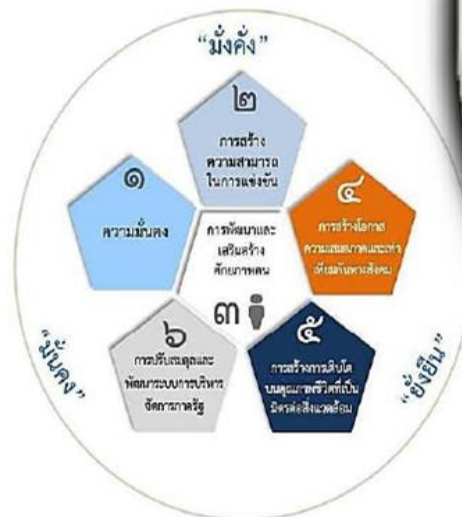 “มั่งคั่ง”
๒
การสร้าง
ความสามารถ
ในการแข่งขัน
๑
ความมั่นคง
การพัฒนาและ
เสริมสร้าง
ศักยภาพคน
๓
๔
การสร้างโอกาส
ความเสมอภาคและเท่า
เทียมกันทางสังคม
๖
การปรับสมดุลและ
พัฒนาระบบการบริหาร
จัดการภาครัฐ
๕
การสร้างการเติบโต
บนคุณภาพชีวิตที่เป็น
มิตรต่อสิ่งแวดล้อม
“มั่นคง”
“ยั่งยืน”